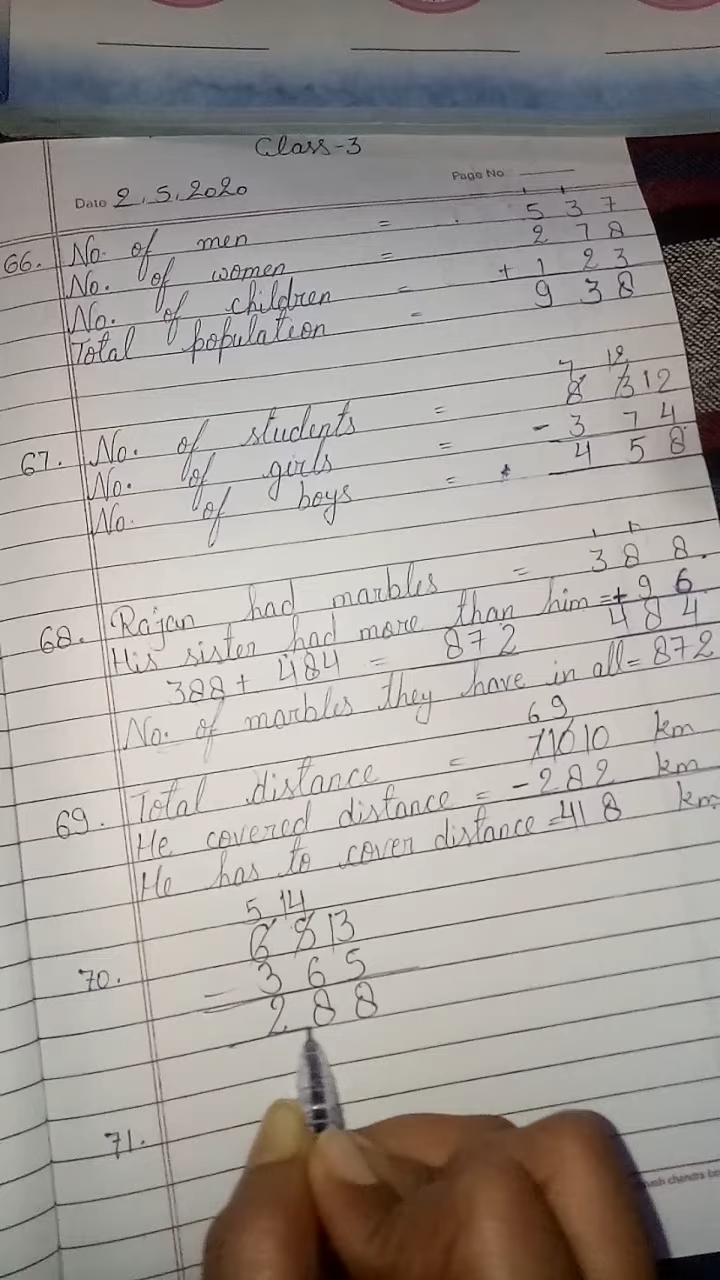 Class-3
Date 2.5.2020 Page No
66. No. of men = 5 3 7
No. of women = 2 7 8
No. of children = + 1 2 3
Total population = 9 3 8
7 12
67. No. of students = 8 3 12
No. of girls = - 3 7 4
No. of boys = 4 5 8
1 1
68. Rajan had marbles = 3 8 8
His sister had more than him = + 9 6
388 + 484 = 872 4 8 4
No. of marbles they have in all = 872
6 9
69. Total distance = 7 10 10 km
He covered distance = - 282 km
He has to cover distance = 418 km
5 14
6 5 13
70. 3 6 5
2 8 8
71.